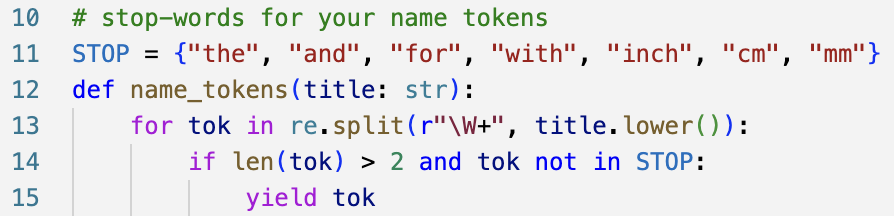 10 # stop-words for your name tokens
11 STOP = {"the", "and", "for", "with", "inch", "cm", "mm"}
12 def name_tokens(title: str):
13     for tok in re.split(r"\W+", title.lower()):
14         if len(tok) > 2 and tok not in STOP:
15             yield tok